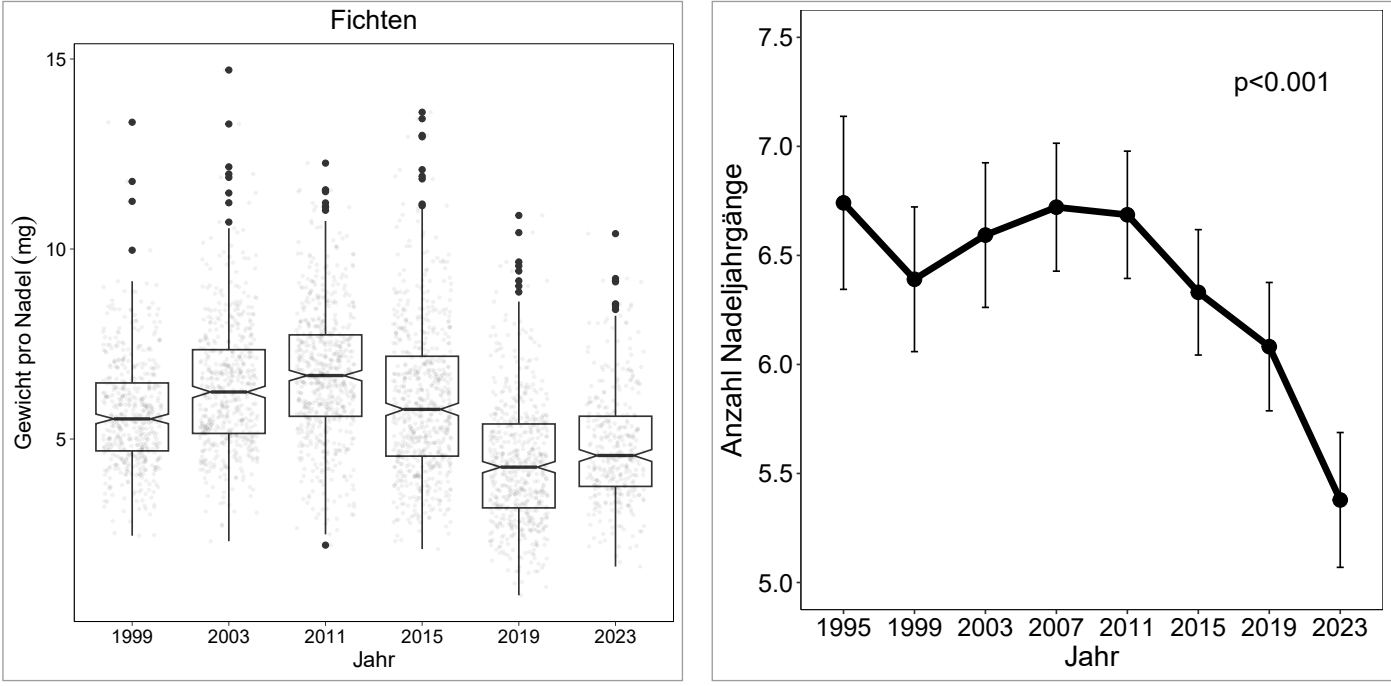 Fichten
Gewicht pro Nadel (mg)
15
10
5
1999 2003 2011 2015 2019 2023
Jahr
Anzahl Nadeljahrgänge
7.5
7.0
6.5
6.0
5.5
5.0
p<0.001
1995 1999 2003 2007 2011 2015 2019 2023
Jahr